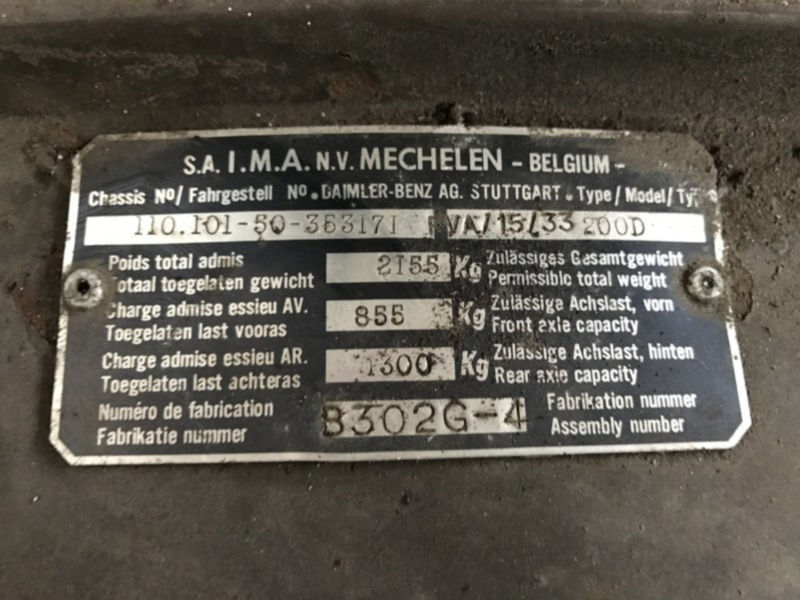 S.A. I.M.A. N.V. MECHELEN - BELGIUM -
Chassis No/Fahrgestell No. DAIMLER-BENZ AG. STUTTGART. Type/Model/Typ
110.101-50-353171 VA/15/33 200D
Poids total admis 2155 Kg Zulässiges Gesamtgewicht
Totaal toegelaten gewicht Permissible total weight
Charge admise essieu AV. 855 Kg Zulässige Achslast, vorn
Toegelaten last vooras Front axle capacity
Charge admise essieu AR. 1300 Kg Zulässige Achslast, hinten
Toegelaten last achteras Rear axle capacity
Numéro de fabrication B302G-4 Fabrikation nummer
Fabrikatie nummer Assembly number